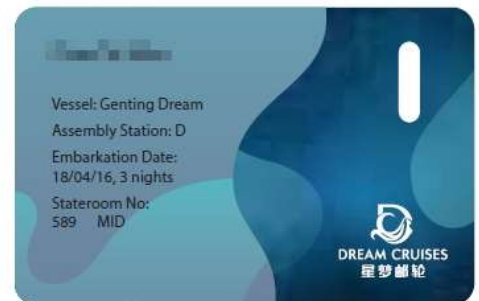 Vessel: Genting Dream
Assembly Station: D
Embarkation Date:
18/04/16, 3 nights
Stateroom No:
589 MID
DREAM CRUISES
星梦邮轮